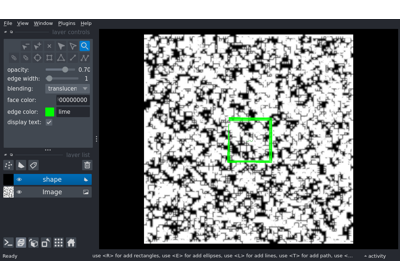 File View Window Plugins Help
layer controls
opacity: 0.70
edge width: 1
blending: translucen
face color: 00000000
edge color: lime
display text:
layer list
shape
Image
Ready
use <R> for add rectangles, use <E> for add ellipses, use <L> for add lines, use <T> for add path, use <...
activity